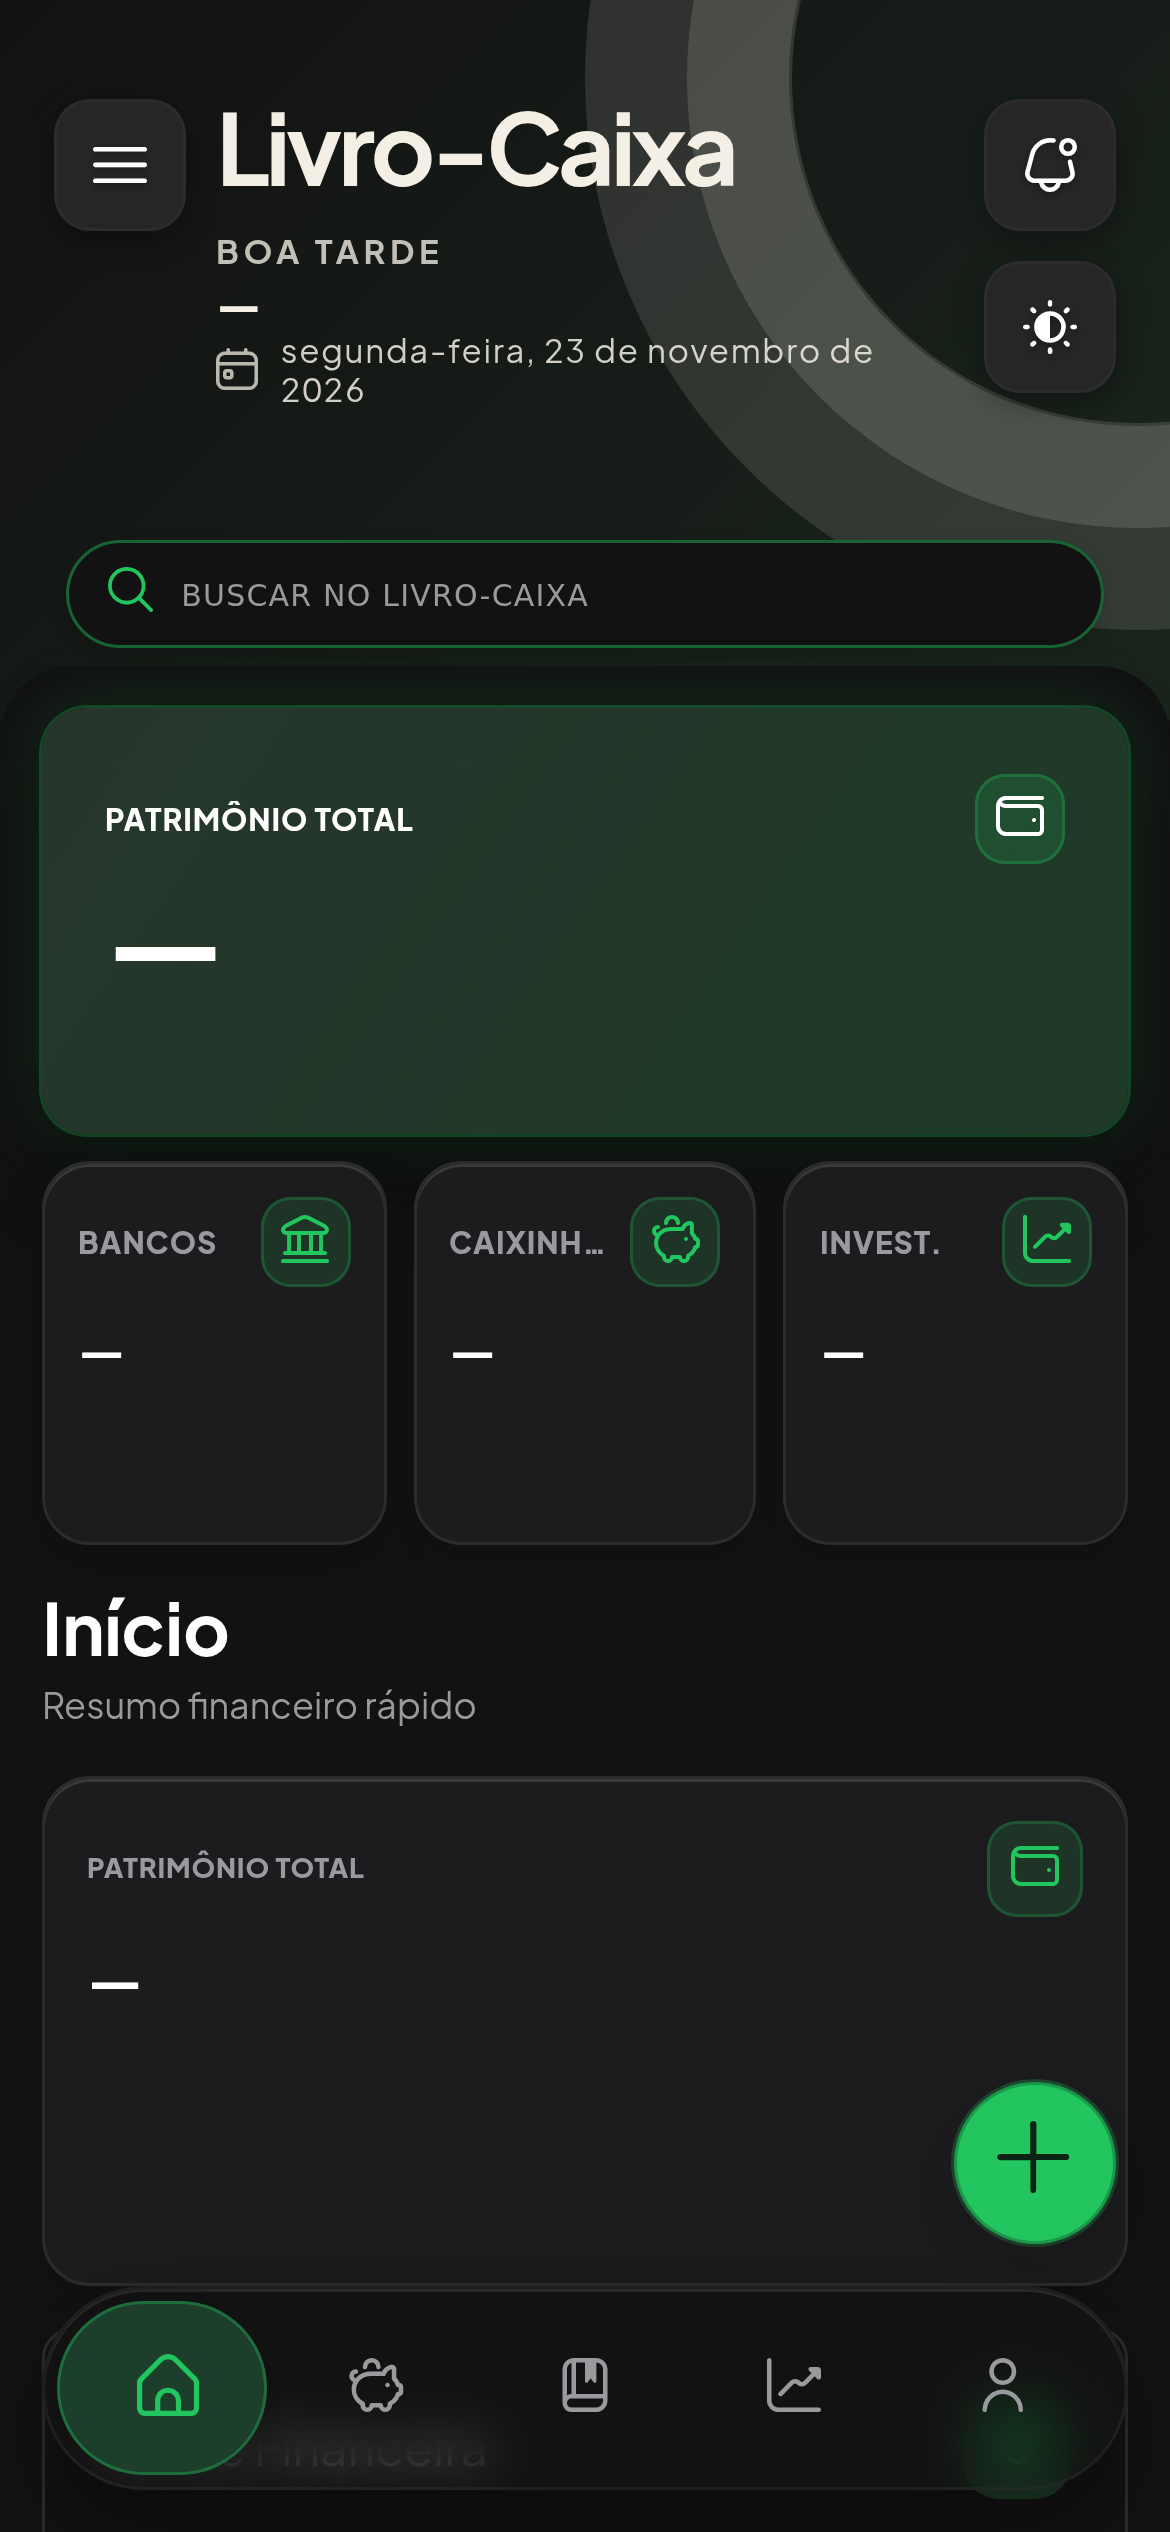 Livro-Caixa
BOA TARDE
—
segunda-feira, 23 de novembro de
2026
BUSCAR NO LIVRO-CAIXA
PATRIMÔNIO TOTAL
—
BANCOS
CAIXINH...
INVEST.
—
—
—
Início
Resumo financeiro rápido
PATRIMÔNIO TOTAL
—
Financeira